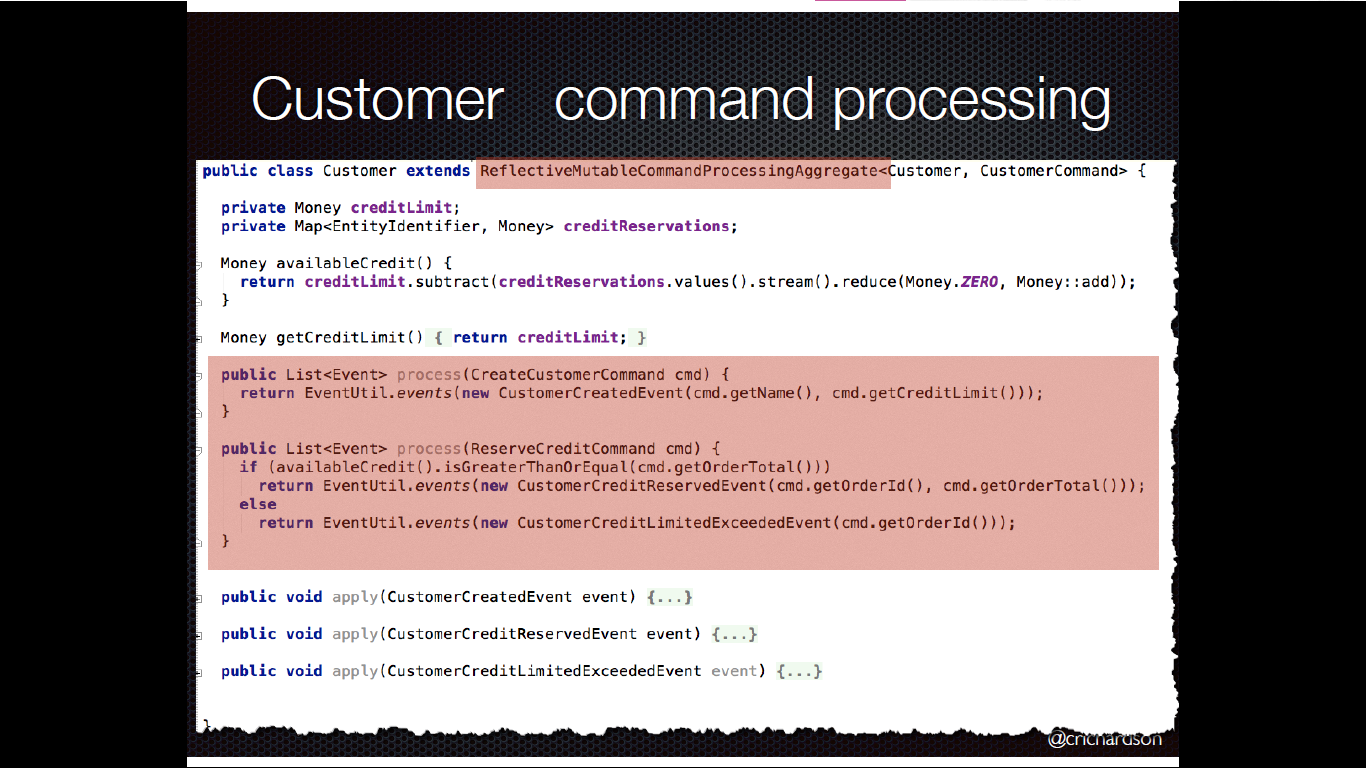 Customer command processing
public class Customer extends ReflectiveMutableCommandProcessingAggregate<Customer, CustomerCommand> {
private Money creditLimit;
private Map<EntityIdentifier, Money> creditReservations;
Money availableCredit() {
return creditLimit.subtract(creditReservations.values().stream().reduce(Money.ZERO, Money::add));
}
Money getCreditLimit() { return creditLimit; }
public List<Event> process(CreateCustomerCommand cmd) {
return EventUtil.events(new CustomerCreatedEvent(cmd.getName(), cmd.getCreditLimit()));
}
public List<Event> process(ReserveCreditCommand cmd) {
if (availableCredit().isGreaterThanOrEqual(cmd.getOrderTotal()))
return EventUtil.events(new CustomerCreditReservedEvent(cmd.getOrderId(), cmd.getOrderTotal()));
else
return EventUtil.events(new CustomerCreditLimitedExceededEvent(cmd.getOrderId()));
}
public void apply(CustomerCreatedEvent event) {...}
public void apply(CustomerCreditReservedEvent event) {...}
public void apply(CustomerCreditLimitedExceededEvent event) {...}
}
@crichardson